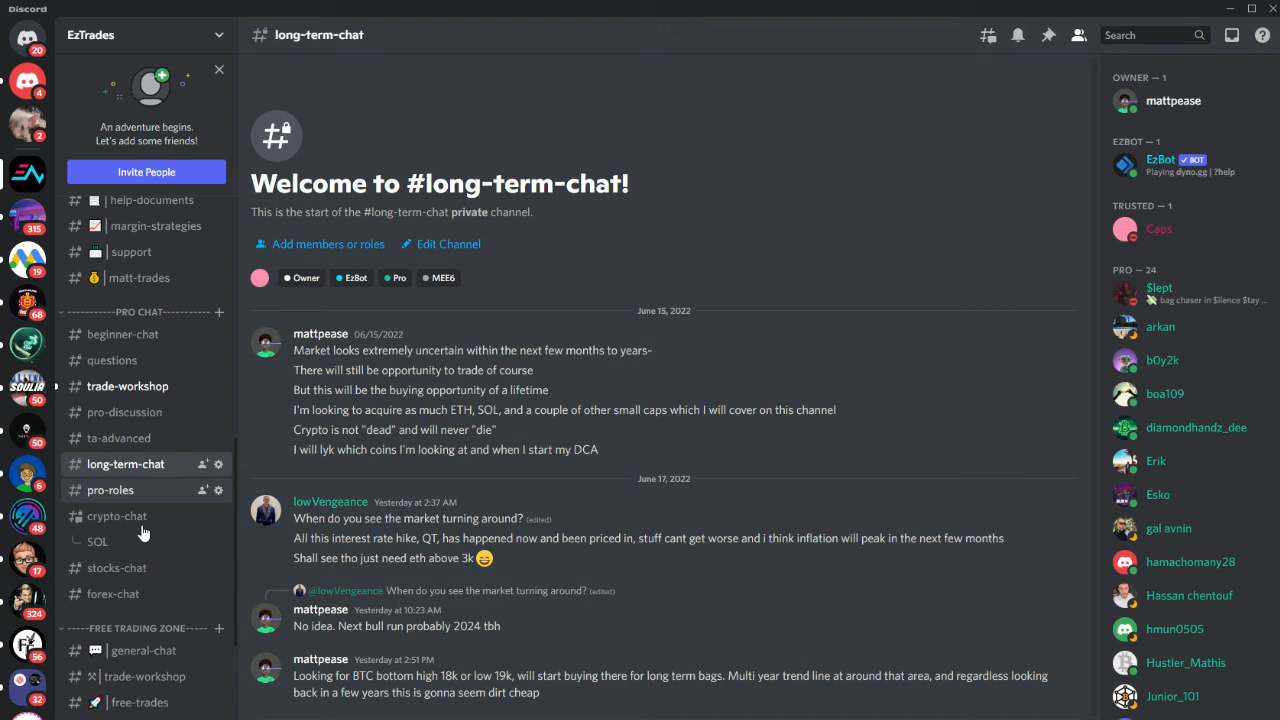 Discord
20
4
2
315
19
68
SOULJA
50
50
6
48
17
324
56
32
EzTrades
An adventure begins.
Let's add some friends!
Invite People
help-documents
margin-strategies
support
matt-trades
------------PRO CHAT------------
beginner-chat
questions
trade-workshop
pro-discussion
ta-advanced
long-term-chat
pro-roles
crypto-chat
SOL
stocks-chat
forex-chat
-----FREE TRADING ZONE-----
general-chat
trade-workshop
free-trades
long-term-chat
Search
Welcome to #long-term-chat!
This is the start of the #long-term-chat private channel.
Add members or roles
Edit Channel
Owner
EzBot
Pro
MEE6
June 15, 2022
mattpease 06/15/2022
Market looks extremely uncertain within the next few months to years-
There will still be opportunity to trade of course
But this will be the buying opportunity of a lifetime
I'm looking to acquire as much ETH, SOL, and a couple of other small caps which I will cover on this channel
Crypto is not "dead" and will never "die"
I will lyk which coins I'm looking at and when I start my DCA
June 17, 2022
lowVengeance Yesterday at 2:37 AM
When do you see the market turning around? (edited)
All this interest rate hike, QT, has happened now and been priced in, stuff cant get worse and i think inflation will peak in the next few months
Shall see tho just need eth above 3k 😄
@lowVengeance When do you see the market turning around? (edited)
mattpease Yesterday at 10:23 AM
No idea. Next bull run probably 2024 tbh
mattpease Yesterday at 2:51 PM
Looking for BTC bottom high 18k or low 19k, will start buying there for long term bags. Multi year trend line at around that area, and regardless looking
back in a few years this is gonna seem dirt cheap
OWNER — 1
mattpease
EZBOT — 1
EzBot ✓ BOT
Playing dyno.gg | ?help
TRUSTED — 1
Caps
PRO — 24
$lept
💸 bag chaser in $ilence $tay ...
arkan
b0y2k
boa109
diamondhandz_dee
Erik
Esko
gal avnin
hamachomany28
Hassan chentouf
hmun0505
Hustler_Mathis
Junior_101